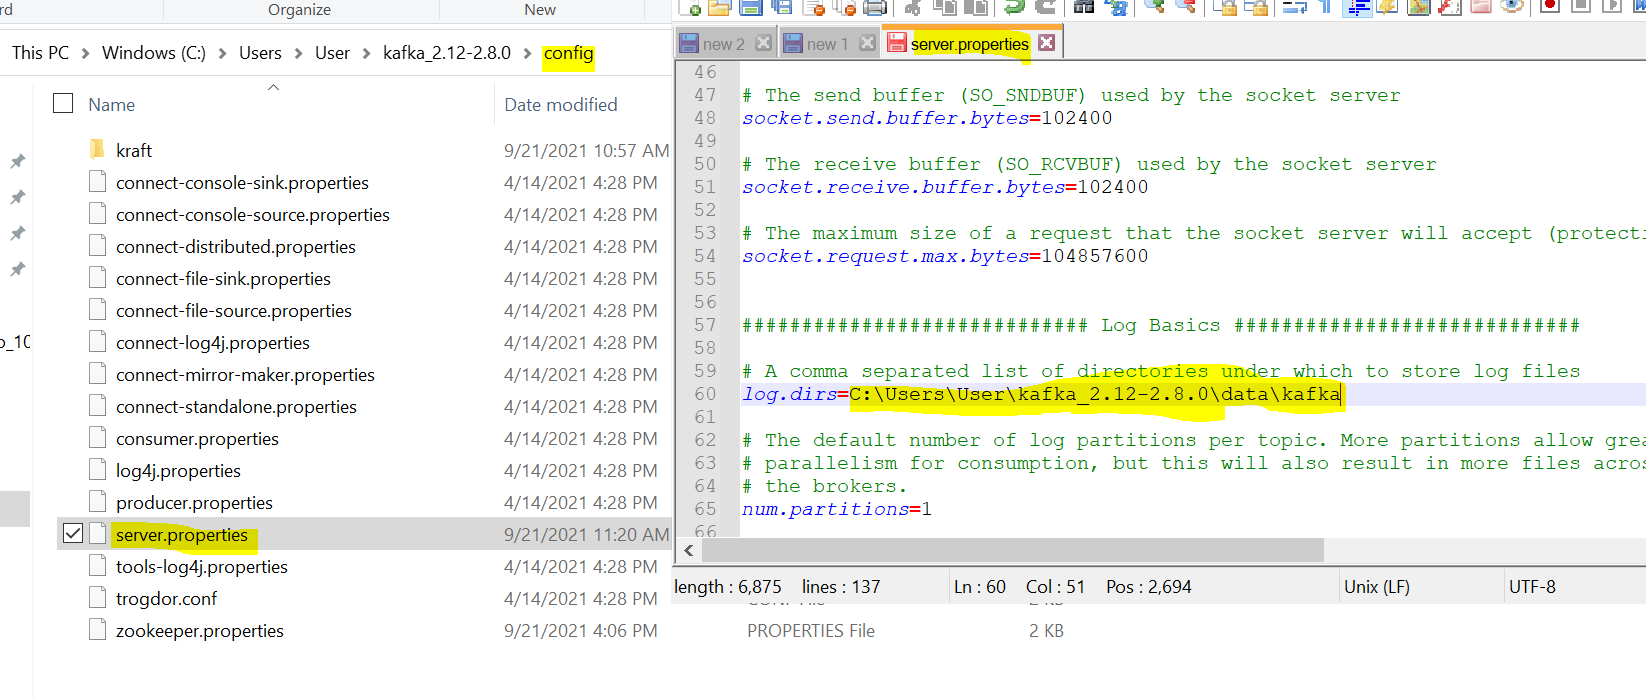 rd
Organize
New
This PC > Windows (C:) > Users > User > kafka_2.12-2.8.0 > config
Name
Date modified
kraft
9/21/2021 10:57 AM
connect-console-sink.properties
4/14/2021 4:28 PM
connect-console-source.properties
4/14/2021 4:28 PM
connect-distributed.properties
4/14/2021 4:28 PM
connect-file-sink.properties
4/14/2021 4:28 PM
connect-file-source.properties
4/14/2021 4:28 PM
connect-log4j.properties
4/14/2021 4:28 PM
connect-mirror-maker.properties
4/14/2021 4:28 PM
connect-standalone.properties
4/14/2021 4:28 PM
consumer.properties
4/14/2021 4:28 PM
log4j.properties
4/14/2021 4:28 PM
producer.properties
4/14/2021 4:28 PM
server.properties
9/21/2021 11:20 AM
tools-log4j.properties
4/14/2021 4:28 PM
trogdor.conf
4/14/2021 4:28 PM
zookeeper.properties
9/21/2021 4:06 PM
PROPERTIES File
2 KB
o_10
new 2
new 1
server.properties
46
47 # The send buffer (SO_SNDBUF) used by the socket server
48 socket.send.buffer.bytes=102400
49
50 # The receive buffer (SO_RCVBUF) used by the socket server
51 socket.receive.buffer.bytes=102400
52
53 # The maximum size of a request that the socket server will accept (protecti
54 socket.request.max.bytes=104857600
55
56
57 ############################# Log Basics #############################
58
59 # A comma separated list of directories under which to store log files
60 log.dirs=C:\Users\User\kafka_2.12-2.8.0\data\kafka
61
62 # The default number of log partitions per topic. More partitions allow grea
63 # parallelism for consumption, but this will also result in more files acros
64 # the brokers.
65 num.partitions=1
66
length : 6,875 lines : 137
Ln : 60 Col : 51 Pos : 2,694
Unix (LF)
UTF-8